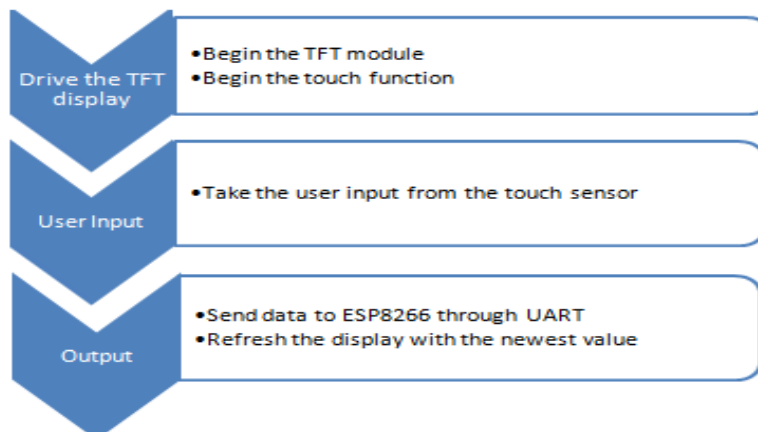 Drive the TFT
display
•Begin the TFT module
•Begin the touch function
User Input
•Take the user input from the touch sensor
Output
•Send data to ESP8266 through UART
•Refresh the display with the newest value